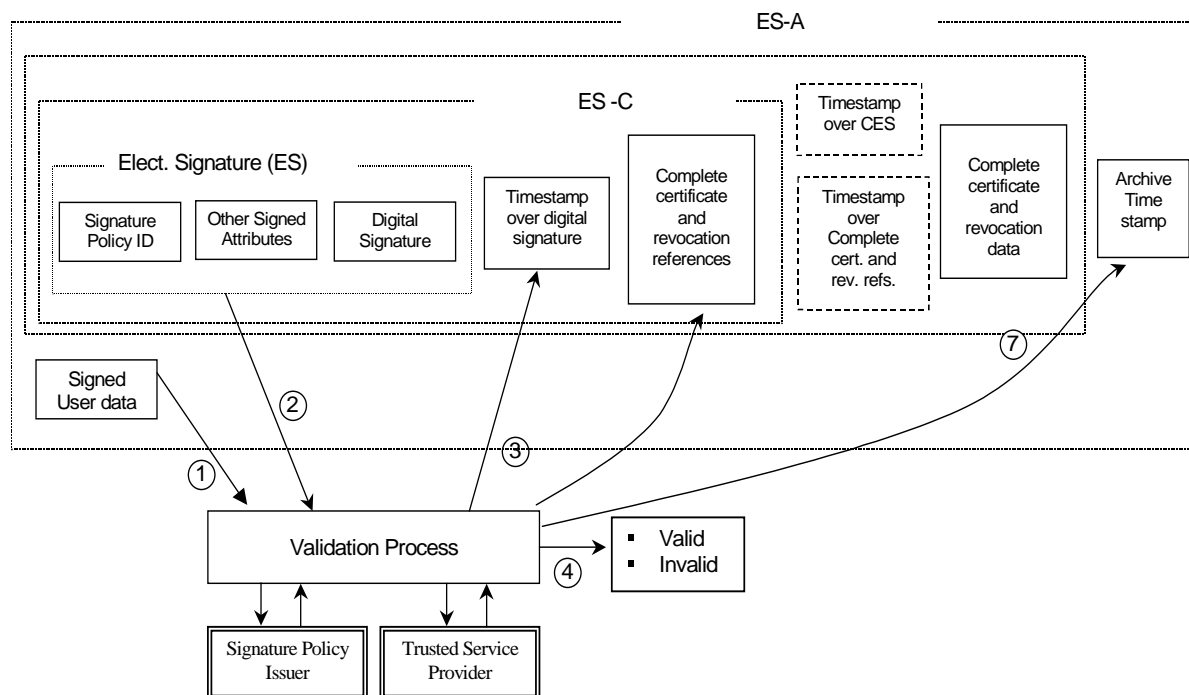 ES-A
ES -C
Timestamp
over CES
Elect. Signature (ES)
Signature
Policy ID
Other Signed
Attributes
Digital
Signature
Timestamp
over digital
signature
Complete
certificate
and
revocation
references
Timestamp
over
Complete
cert. and
rev. refs.
Complete
certificate
and
revocation
data
Archive
Time
stamp
Signed
User data
1
2
3
7
Validation Process
4
▪ Valid
▪ Invalid
Signature Policy
Issuer
Trusted Service
Provider